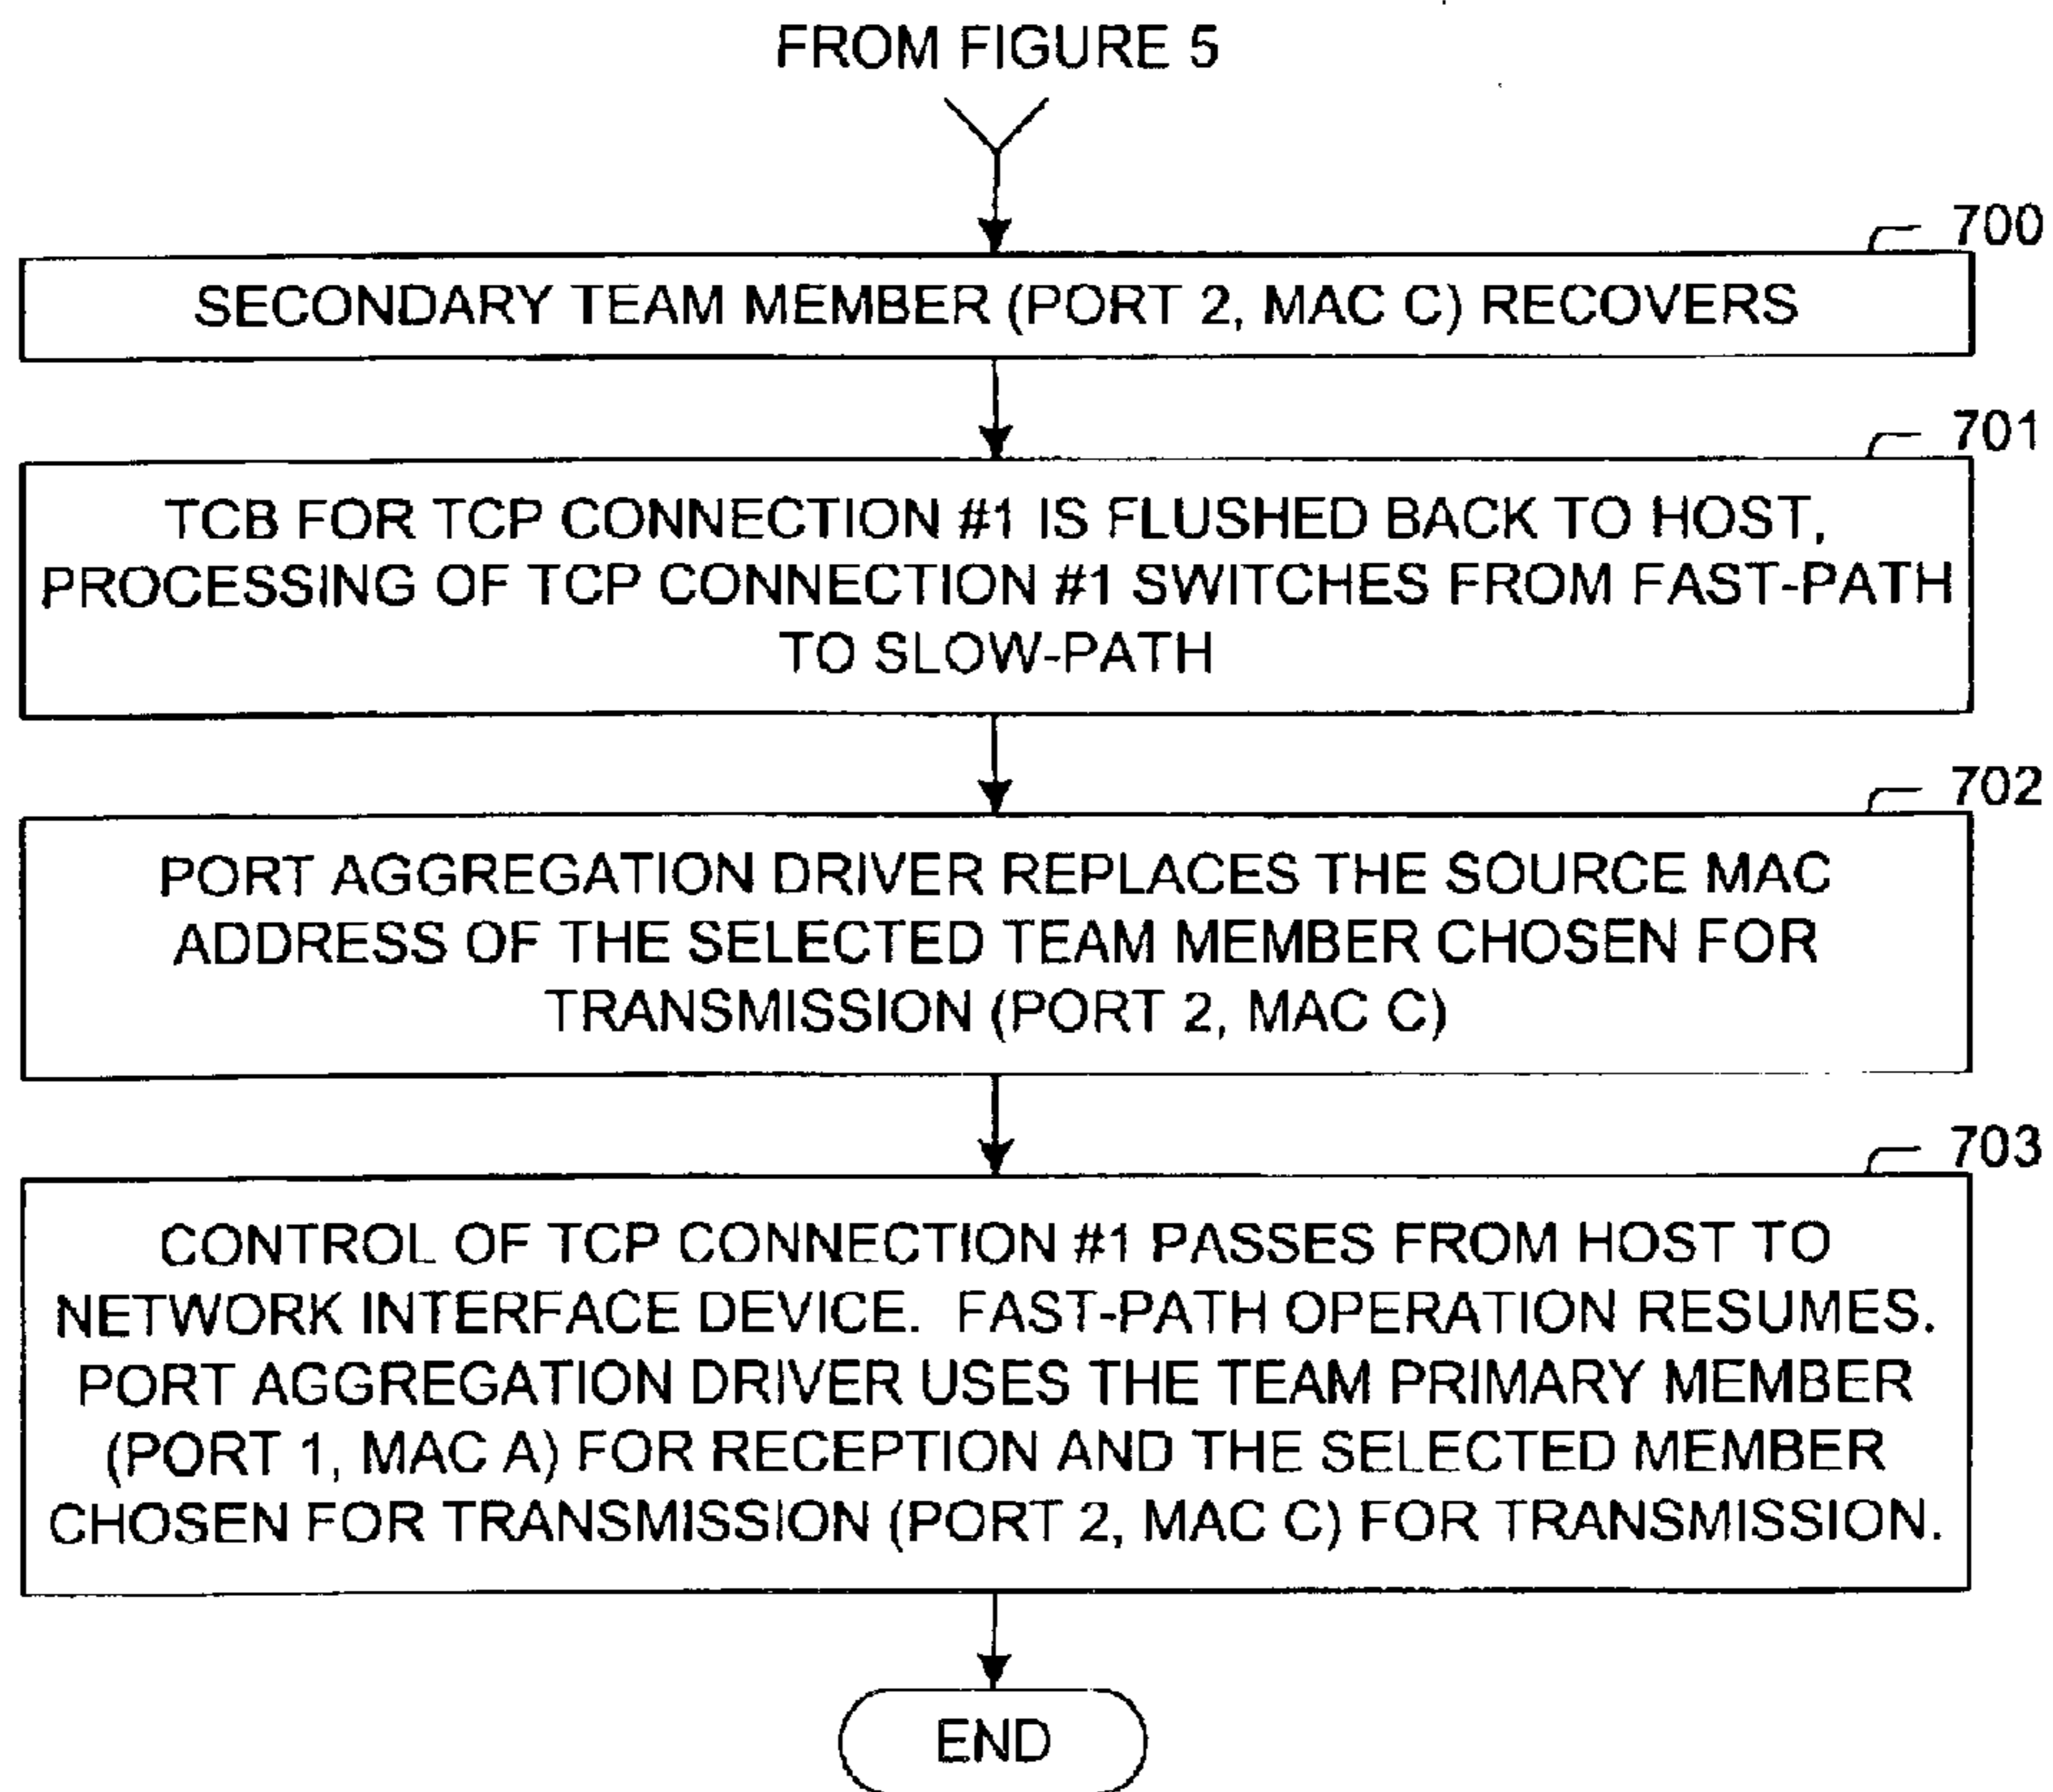 FROM FIGURE 5
700
SECONDARY TEAM MEMBER (PORT 2, MAC C) RECOVERS
701
TCB FOR TCP CONNECTION #1 IS FLUSHED BACK TO HOST,
PROCESSING OF TCP CONNECTION #1 SWITCHES FROM FAST-PATH
TO SLOW-PATH
702
PORT AGGREGATION DRIVER REPLACES THE SOURCE MAC
ADDRESS OF THE SELECTED TEAM MEMBER CHOSEN FOR
TRANSMISSION (PORT 2, MAC C)
703
CONTROL OF TCP CONNECTION #1 PASSES FROM HOST TO
NETWORK INTERFACE DEVICE. FAST-PATH OPERATION RESUMES.
PORT AGGREGATION DRIVER USES THE TEAM PRIMARY MEMBER
(PORT 1, MAC A) FOR RECEPTION AND THE SELECTED MEMBER
CHOSEN FOR TRANSMISSION (PORT 2, MAC C) FOR TRANSMISSION.
END